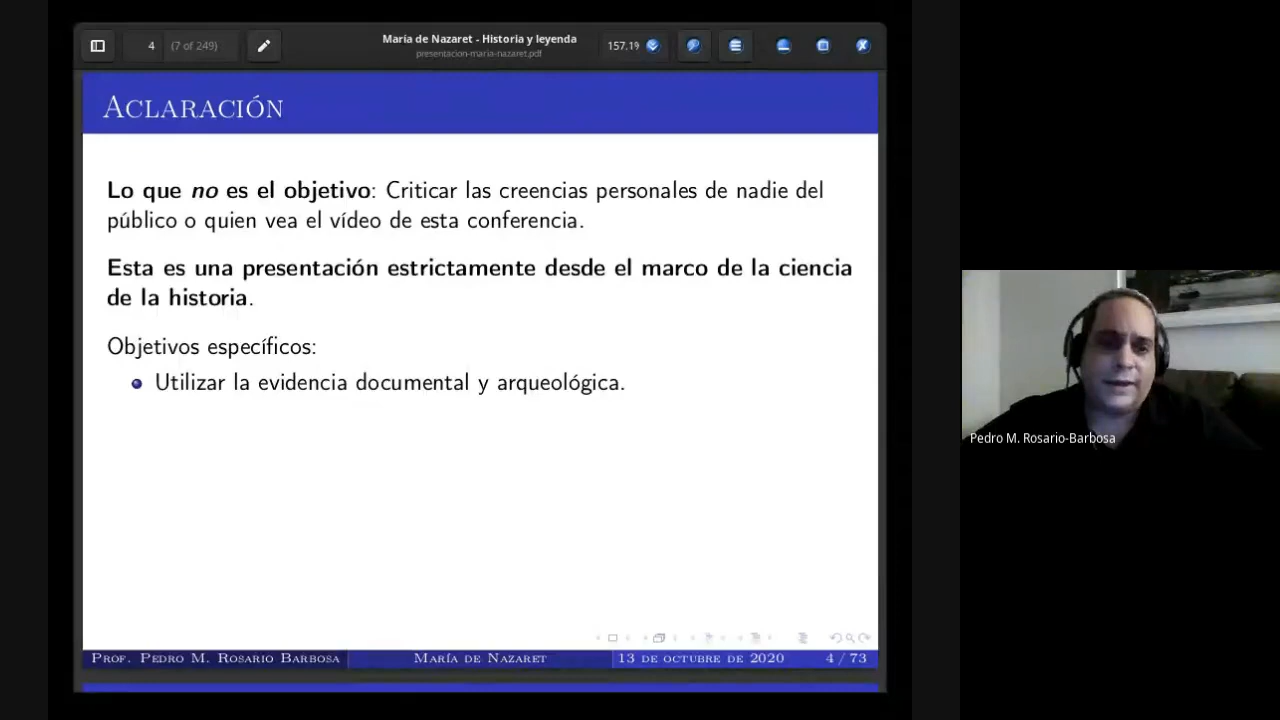 María de Nazaret - Historia y leyenda
presentacion-maria-nazaret.pdf
4 (7 of 249)
157.19
Aclaración
Lo que no es el objetivo: Criticar las creencias personales de nadie del
público o quien vea el vídeo de esta conferencia.
Esta es una presentación estrictamente desde el marco de la ciencia
de la historia.
Objetivos específicos:
Utilizar la evidencia documental y arqueológica.
Pedro M. Rosario-Barbosa
Prof. Pedro M. Rosario Barbosa María de Nazaret 13 de octubre de 2020 4 / 73